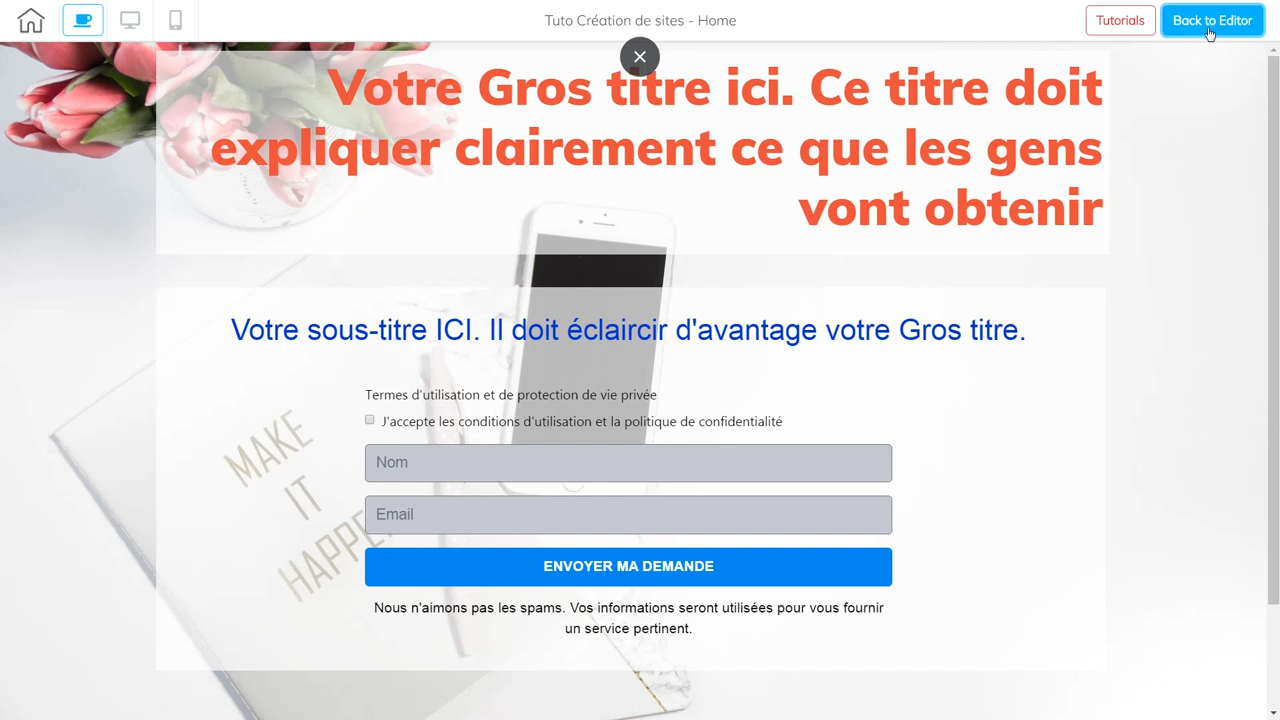 Tuto Création de sites - Home
Tutorials
Back to Editor
Votre Gros titre ici. Ce titre doit
expliquer clairement ce que les gens
vont obtenir
Votre sous-titre ICI. Il doit éclaircir d'avantage votre Gros titre.
Termes d'utilisation et de protection de vie privée
J'accepte les conditions d'utilisation et la politique de confidentialité
Nom
Email
ENVOYER MA DEMANDE
Nous n'aimons pas les spams. Vos informations seront utilisées pour vous fournir
un service pertinent.
MAKE
IT
HAPPE